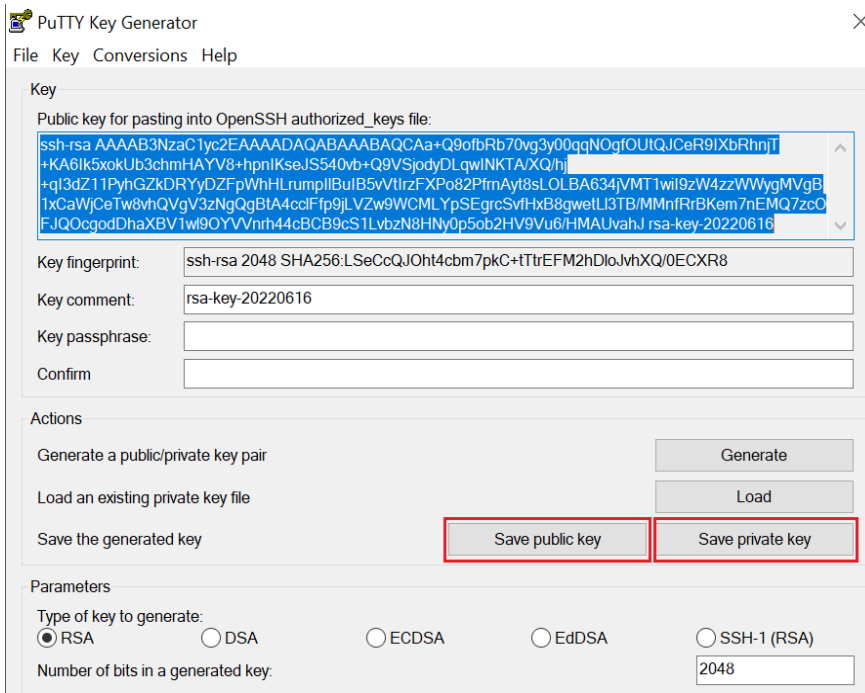 PuTTY Key Generator
File Key Conversions Help
Key
Public key for pasting into OpenSSH authorized_keys file:
ssh-rsa AAAAB3NzaC1yc2EAAAADAQABAAABAQCAa+Q9ofbRb70vg3y00qqNOgfOUtQJCeR9IXbRhnjT
+KA6Ik5xokUb3chmHAYV8+hpnIKseJS540vb+Q9VSjodyDLqwINKTA/XQ/hj
+qI3dZ11PyhGZkDRYyDZFpWhHLrumpIlBuIB5vVtIrzFXPo82PfrnAyt8sLOLBA634jVMT1wiI9zW4zzWWygMVgB
1xCaWjCeTw8vhQVgV3zNgQgBtA4cclFfp9jLVZw9WCMLYpSEgrcSvfHxB8gwetLl3TB/MMnfRrBKem7nEMQ7zcO
FJQOcgodDhaXBV1wl9OYVVnrh44cBCB9cS1LvbzN8HNy0p5ob2HV9Vu6/HMAUvahJ rsa-key-20220616
Key fingerprint: ssh-rsa 2048 SHA256:LSeCcQJOht4cbm7pkC+tTtrEFM2hDloJvhXQ/0ECXR8
Key comment: rsa-key-20220616
Key passphrase:
Confirm
Actions
Generate a public/private key pair Generate
Load an existing private key file Load
Save the generated key Save public key Save private key
Parameters
Type of key to generate:
RSA DSA ECDSA EdDSA SSH-1 (RSA)
Number of bits in a generated key: 2048